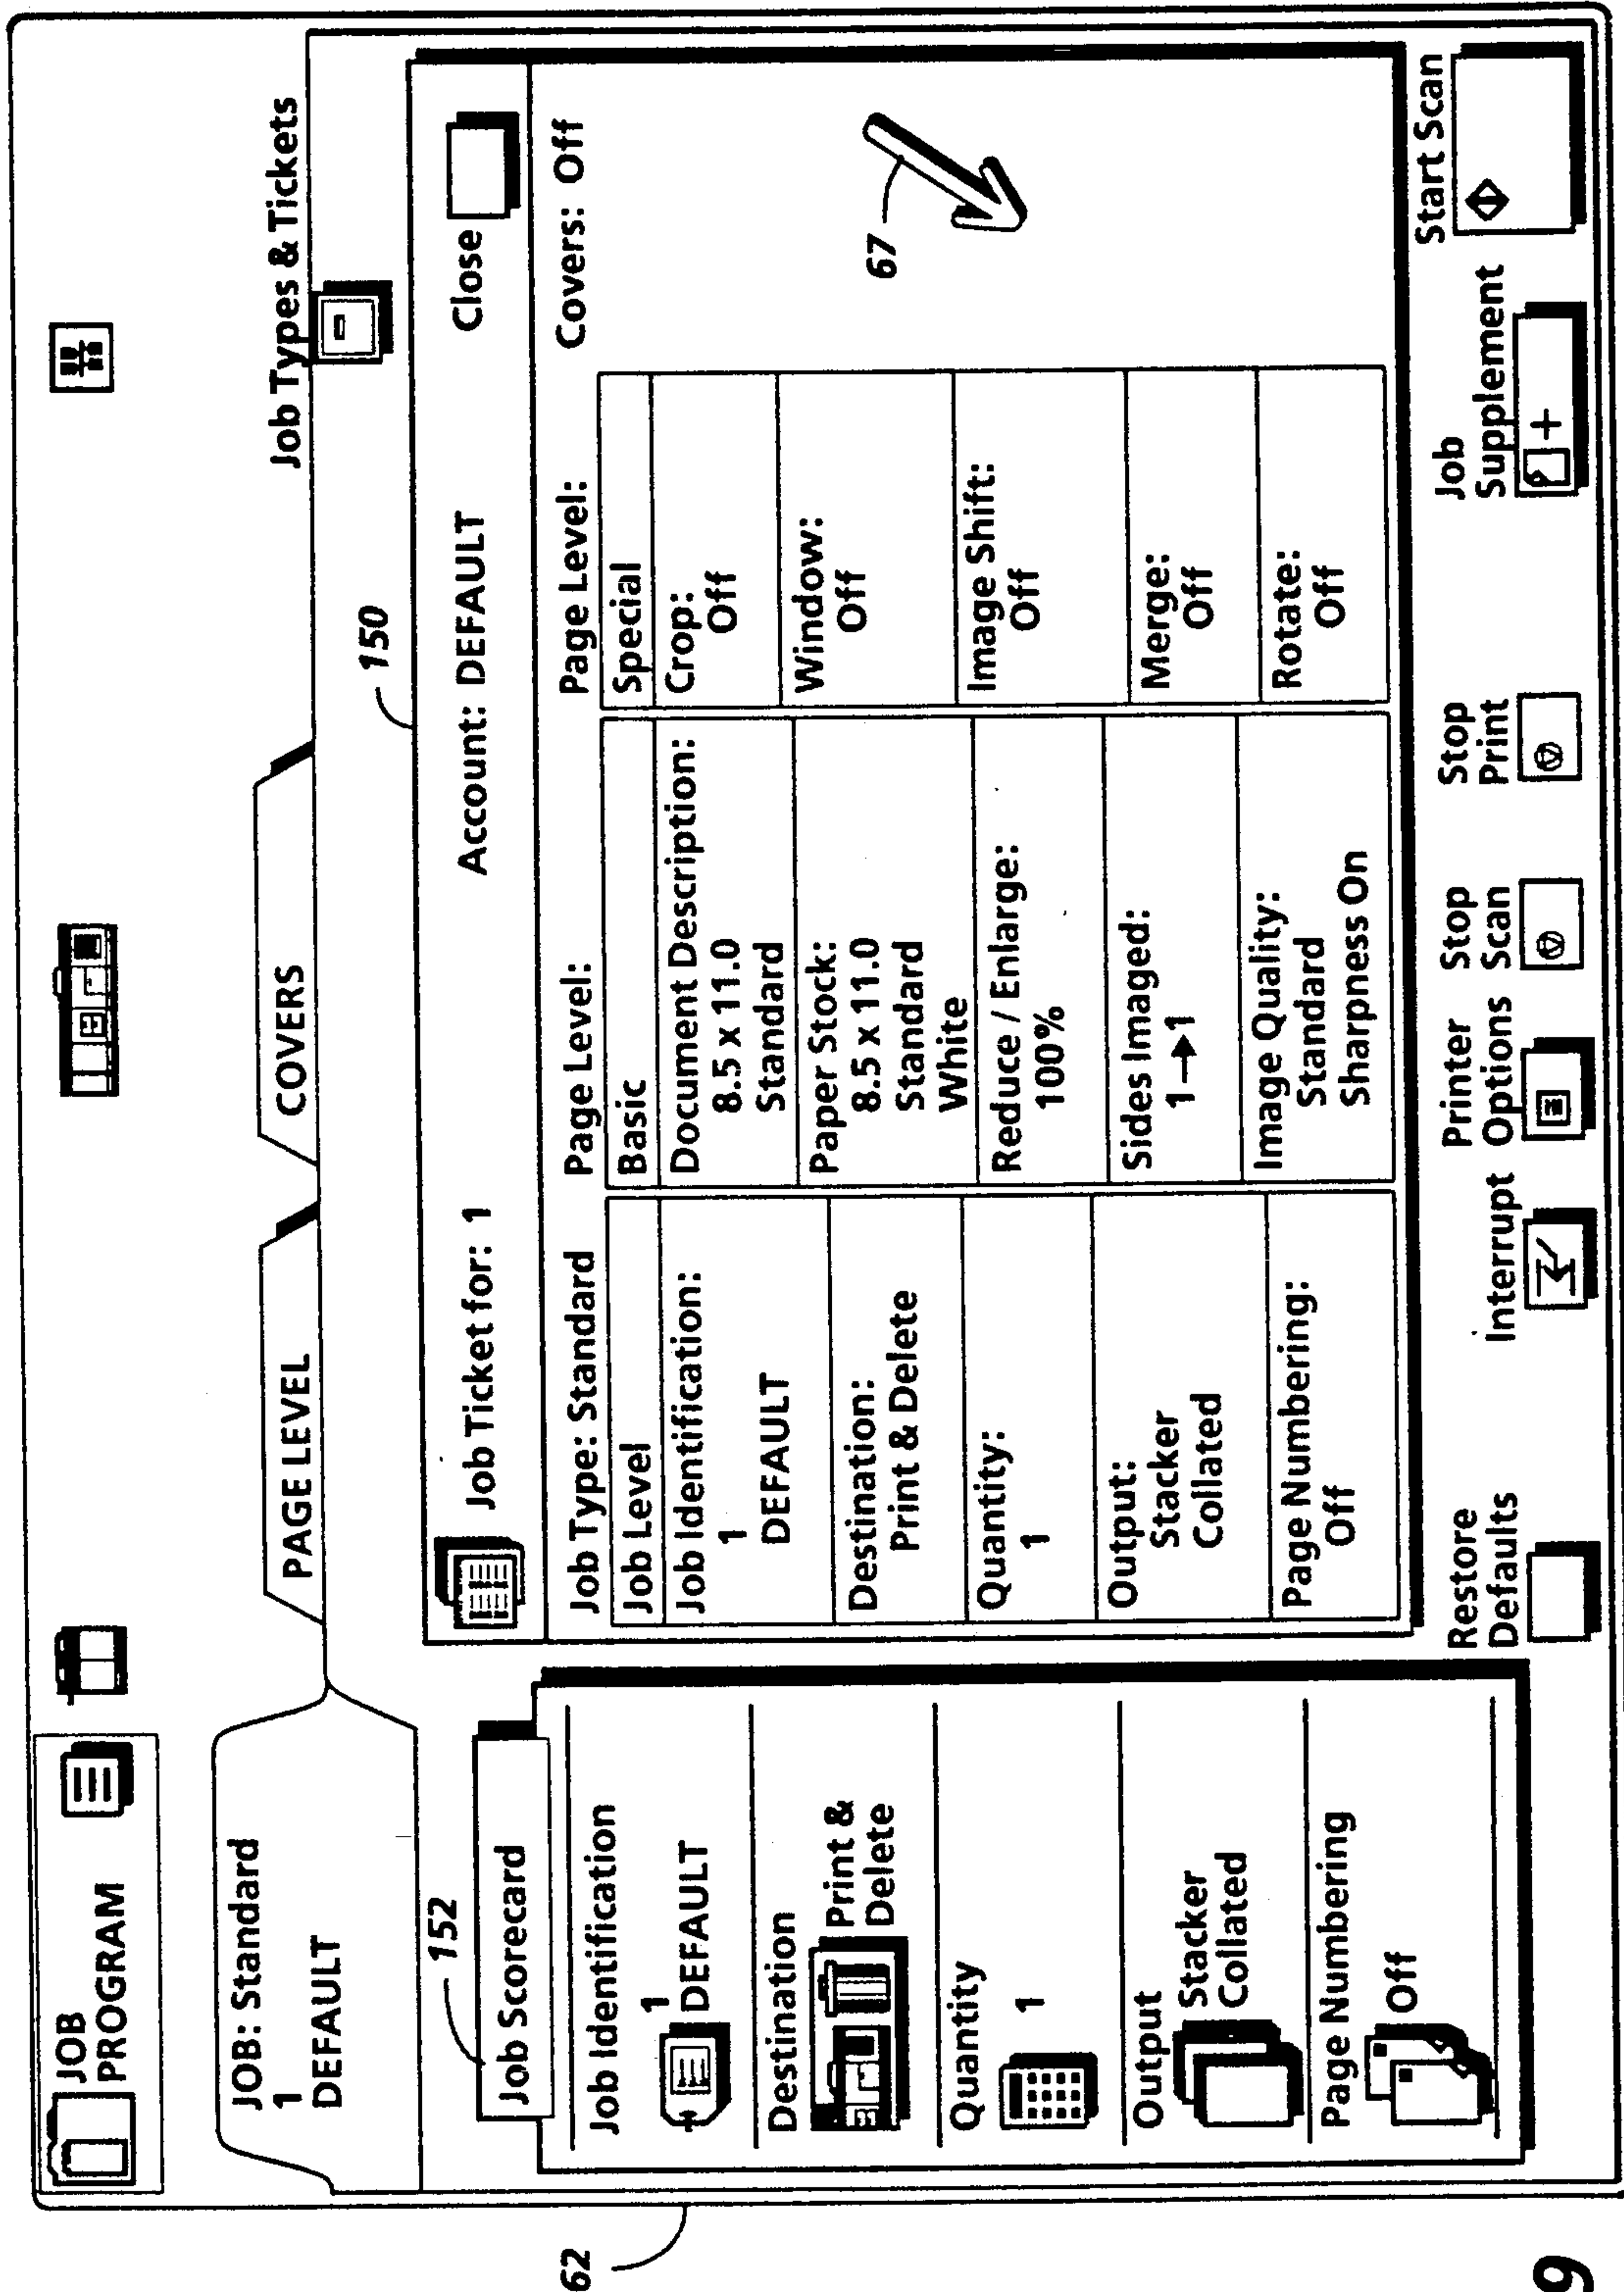 JOB
PROGRAM
JOB: Standard
1
DEFAULT
PAGE LEVEL
COVERS
Job Types & Tickets
152
Job Scorecard
Job Identification
1
DEFAULT
Destination
Print &
Delete
Quantity
1
Output
Stacker
Collated
Page Numbering
Off
150
Job Ticket for: 1
Account: DEFAULT
Close
Job Type: Standard
Job Level
Job Identification:
1
DEFAULT
Destination:
Print & Delete
Quantity:
1
Output:
Stacker
Collated
Page Numbering:
Off
Page Level:
Basic
Document Description:
8.5 x 11.0
Standard
Paper Stock:
8.5 x 11.0
Standard
White
Reduce / Enlarge:
100%
Sides Imaged:
1→1
Image Quality:
Standard
Sharpness On
Page Level:
Special
Crop:
Off
Window:
Off
Image Shift:
Off
Merge:
Off
Rotate:
Off
Covers: Off
67
Restore
Defaults
Interrupt
Printer
Options
Stop
Scan
Stop
Print
Job
Supplement
Start Scan
62
9